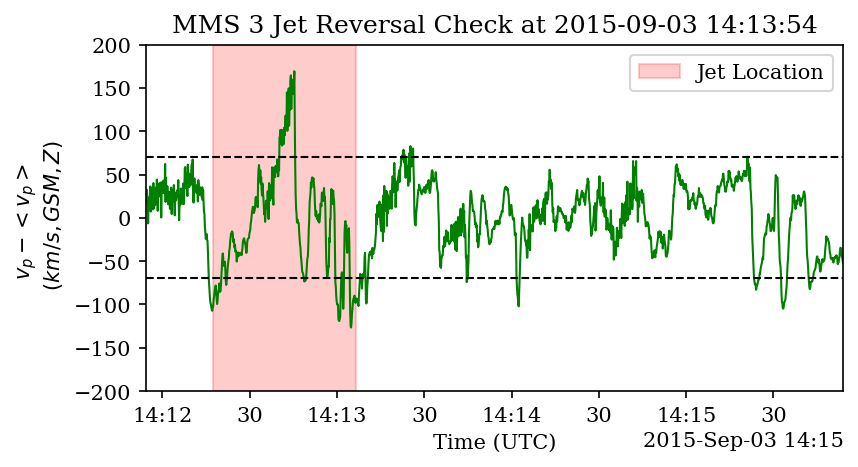 MMS 3 Jet Reversal Check at 2015-09-03 14:13:54
200
150
100
50
0
−50
−100
−150
−200
v_p − <v_p>
(km/s, GSM, Z)
Jet Location
14:12 30 14:13 30 14:14 30 14:15 30
Time (UTC)
2015-Sep-03 14:15